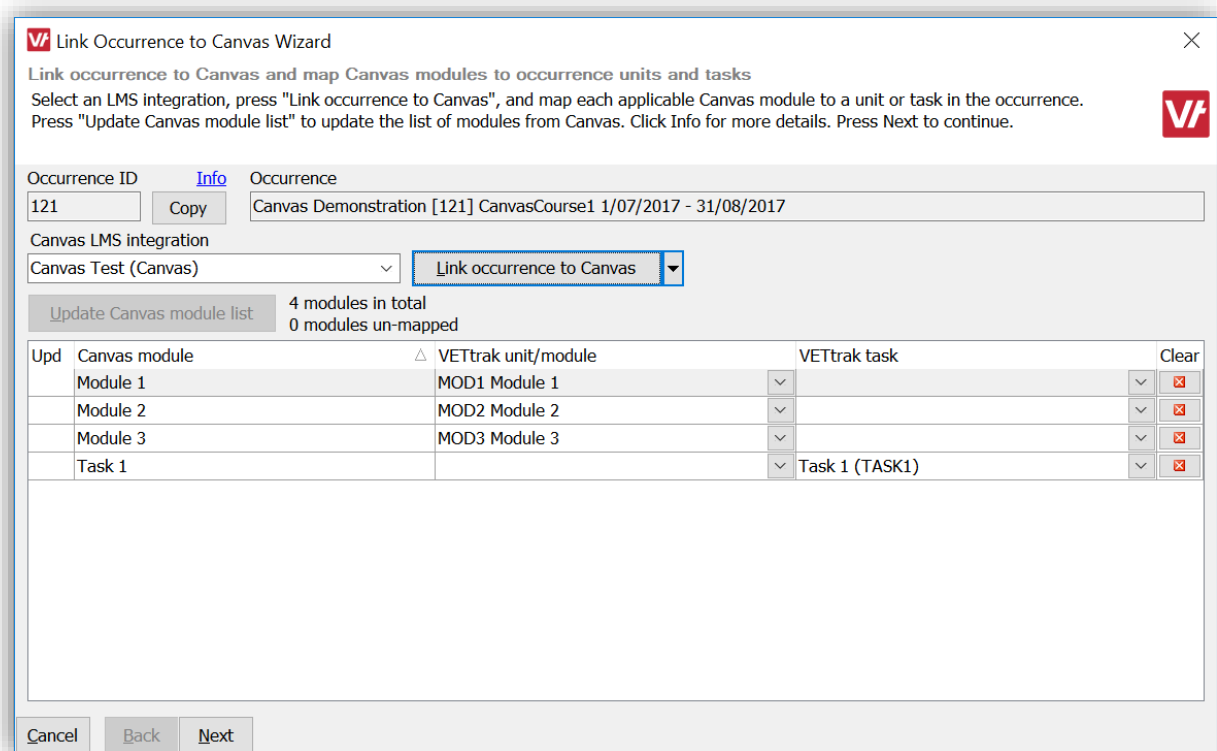 Link Occurrence to Canvas Wizard
Link occurrence to Canvas and map Canvas modules to occurrence units and tasks
Select an LMS integration, press "Link occurrence to Canvas", and map each applicable Canvas module to a unit or task in the occurrence.
Press "Update Canvas module list" to update the list of modules from Canvas. Click Info for more details. Press Next to continue.
Occurrence ID Info Occurrence
121 Copy Canvas Demonstration [121] CanvasCourse1 1/07/2017 - 31/08/2017
Canvas LMS integration
Canvas Test (Canvas) Link occurrence to Canvas
Update Canvas module list
4 modules in total
0 modules un-mapped
Upd Canvas module VETtrak unit/module VETtrak task Clear
Module 1 MOD1 Module 1
Module 2 MOD2 Module 2
Module 3 MOD3 Module 3
Task 1 Task 1 (TASK1)
Cancel Back Next